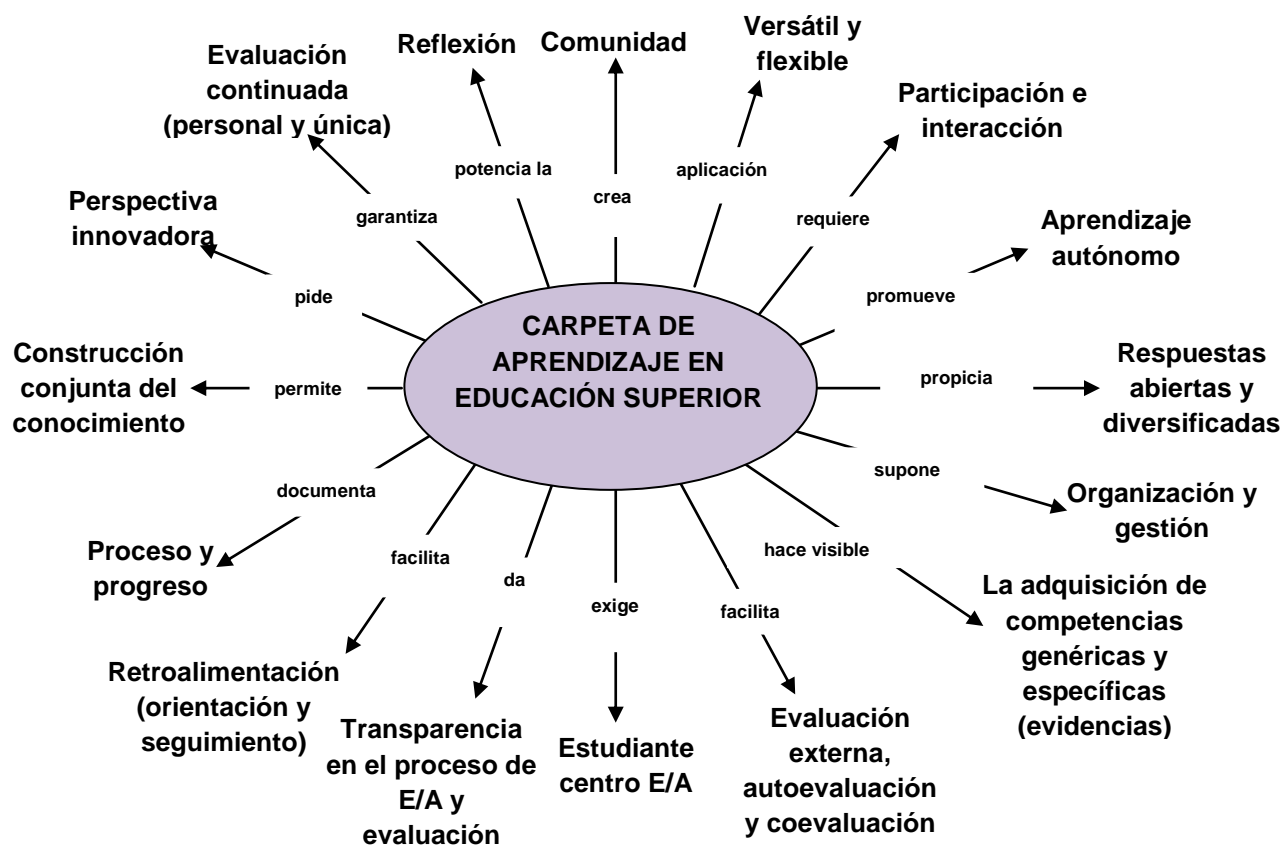 CARPETA DE
APRENDIZAJE EN
EDUCACIÓN SUPERIOR
crea
Comunidad
aplicación
Versátil y
flexible
requiere
Participación e
interacción
promueve
Aprendizaje
autónomo
propicia
Respuestas
abiertas y
diversificadas
supone
Organización y
gestión
hace visible
La adquisición de
competencias
genéricas y
específicas
(evidencias)
facilita
Evaluación
externa,
autoevaluación
y coevaluación
exige
Estudiante
centro E/A
da
Transparencia
en el proceso de
E/A y
evaluación
facilita
Retroalimentación
(orientación y
seguimiento)
documenta
Proceso y
progreso
permite
Construcción
conjunta del
conocimiento
pide
Perspectiva
innovadora
garantiza
Evaluación
continuada
(personal y única)
potencia la
Reflexión